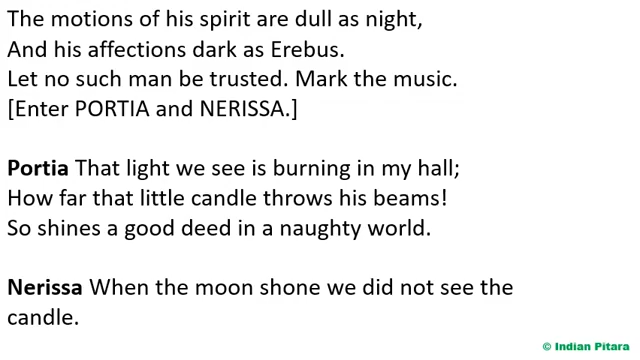 The motions of his spirit are dull as night,
And his affections dark as Erebus.
Let no such man be trusted. Mark the music.
[Enter PORTIA and NERISSA.]
Portia That light we see is burning in my hall;
How far that little candle throws his beams!
So shines a good deed in a naughty world.
Nerissa When the moon shone we did not see the
candle.
© Indian Pitara